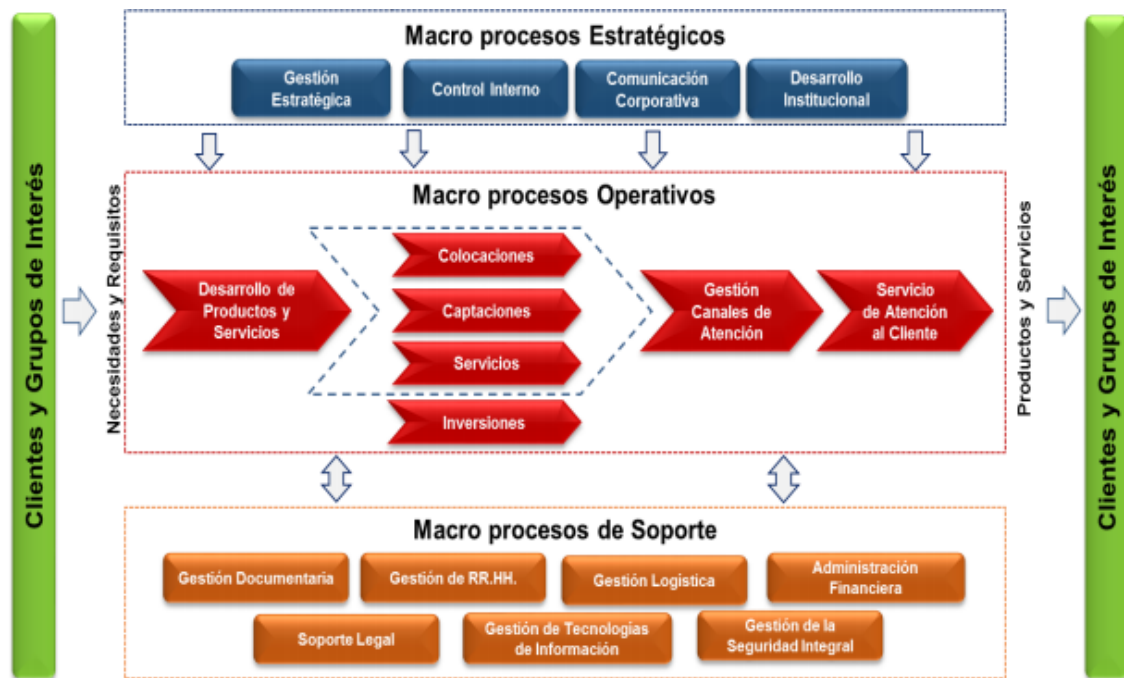 Clientes y Grupos de Interés
Macro procesos Estratégicos
Gestión
Estratégica
Control Interno
Comunicación
Corporativa
Desarrollo
Institucional
Necesidades y Requisitos
Macro procesos Operativos
Desarrollo de
Productos y
Servicios
Colocaciones
Captaciones
Servicios
Inversiones
Gestión
Canales de
Atención
Servicio
de Atención
al Cliente
Productos y Servicios
Macro procesos de Soporte
Gestión Documentaria
Gestión de RR.HH.
Gestión Logística
Administración
Financiera
Soporte Legal
Gestión de Tecnologías
de Información
Gestión de la
Seguridad Integral
Clientes y Grupos de Interés